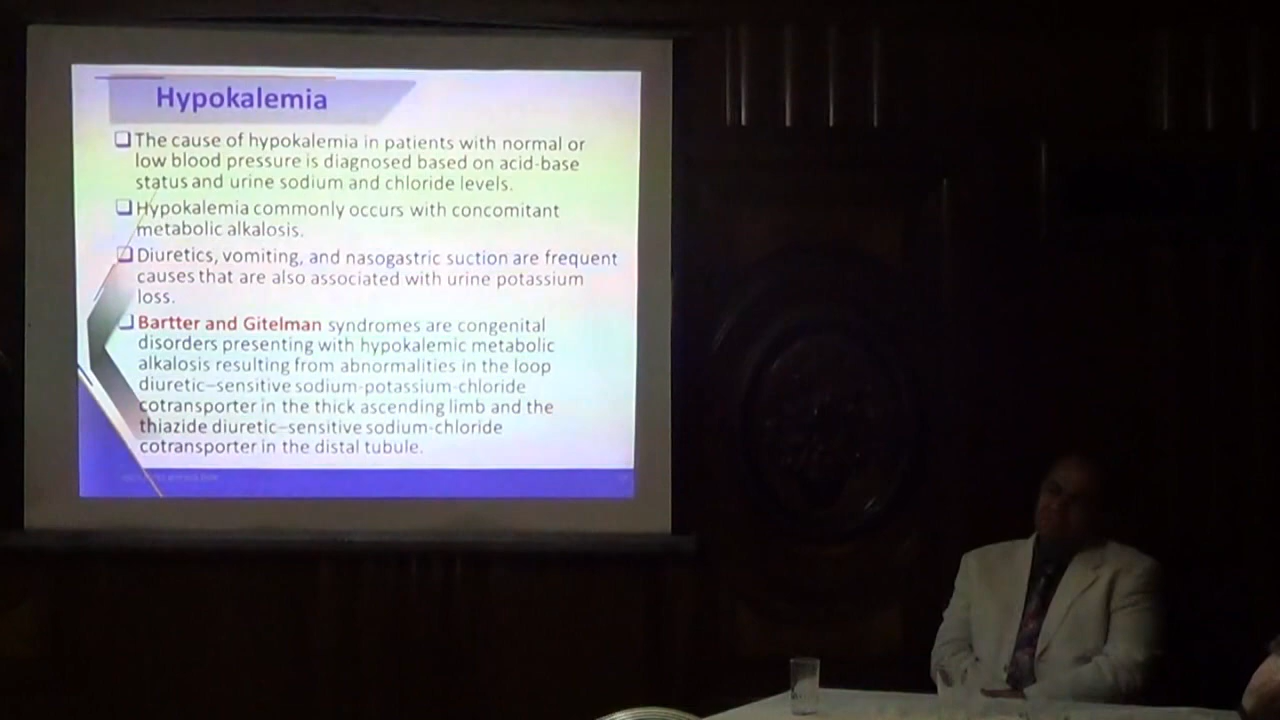 Hypokalemia
❑ The cause of hypokalemia in patients with normal or
low blood pressure is diagnosed based on acid-base
status and urine sodium and chloride levels.
❑ Hypokalemia commonly occurs with concomitant
metabolic alkalosis.
❑ Diuretics, vomiting, and nasogastric suction are frequent
causes that are also associated with urine potassium
loss.
❑ Bartter and Gitelman syndromes are congenital
disorders presenting with hypokalemic metabolic
alkalosis resulting from abnormalities in the loop
diuretic–sensitive sodium-potassium-chloride
cotransporter in the thick ascending limb and the
thiazide diuretic–sensitive sodium-chloride
cotransporter in the distal tubule.